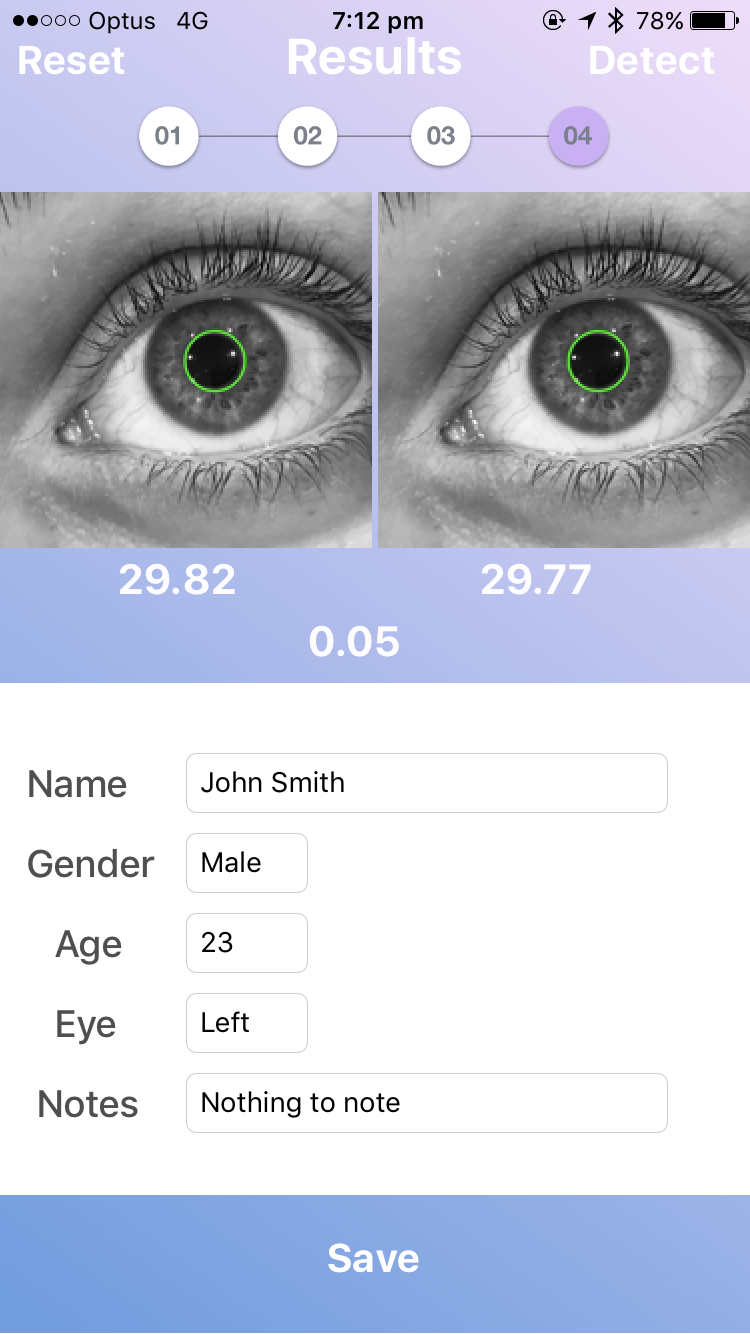 Optus 4G 7:12 pm 78%
Reset Results Detect
01 02 03 04
29.82 29.77
0.05
Name John Smith
Gender Male
Age 23
Eye Left
Notes Nothing to note
Save